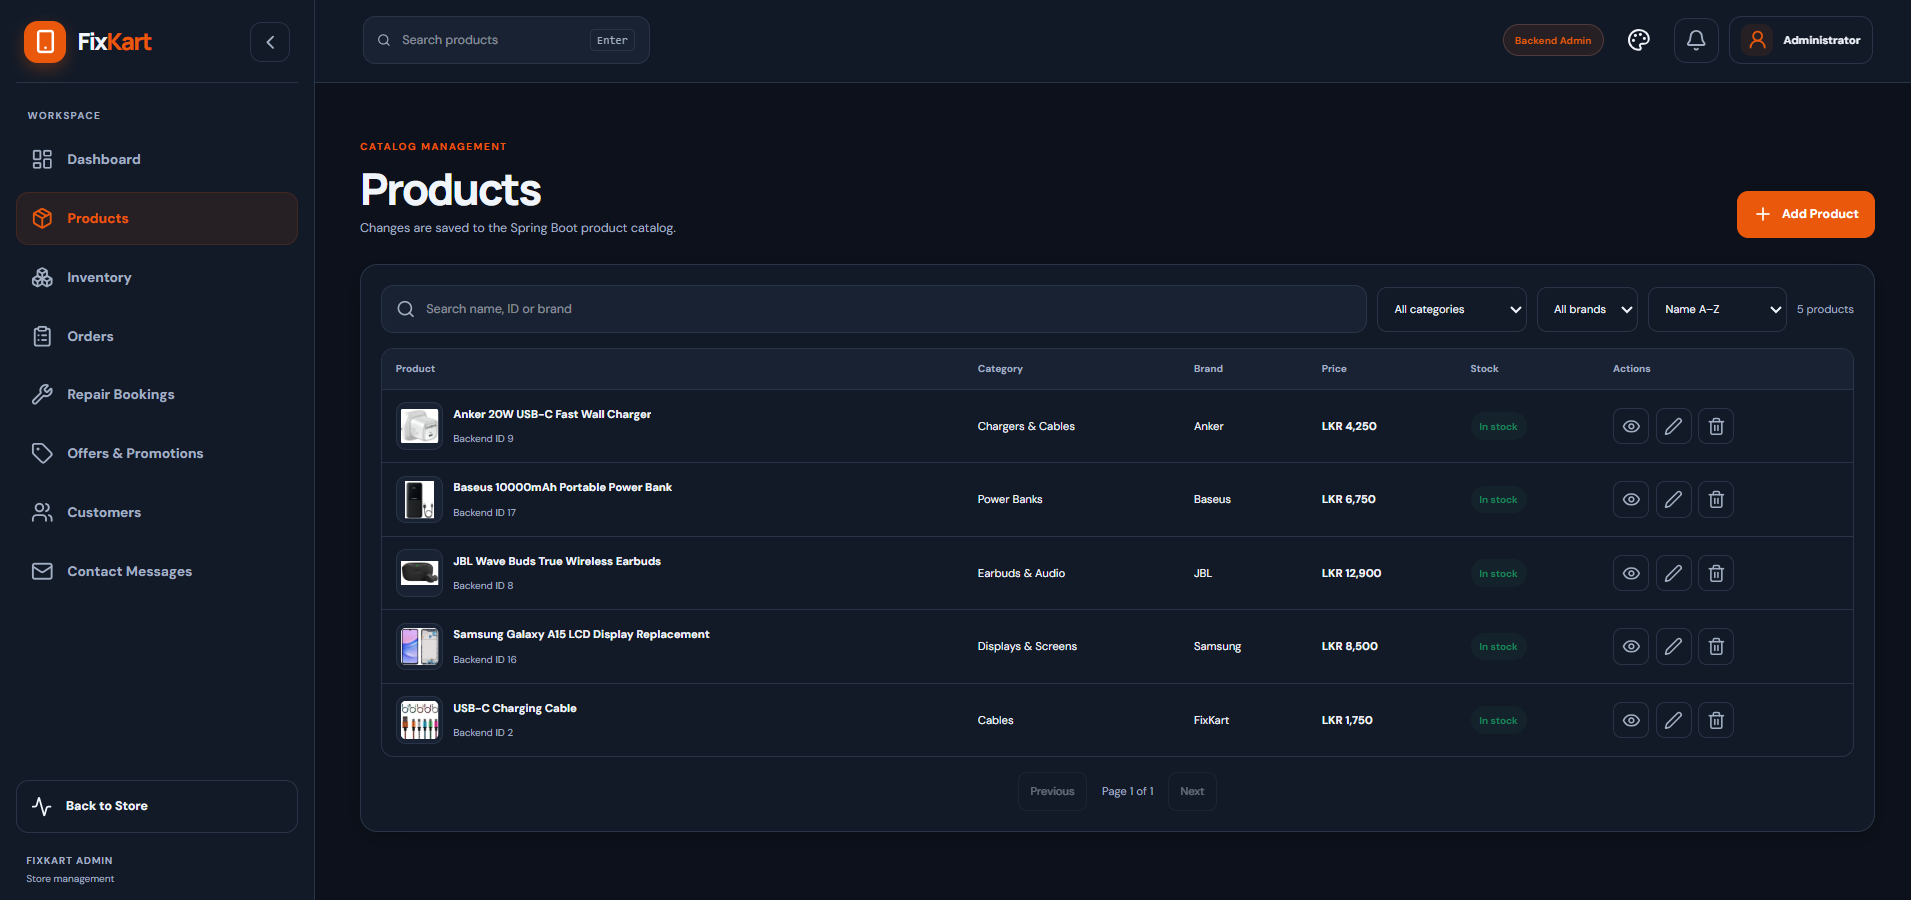 FixKart
Search products Enter
Backend Admin
Administrator
WORKSPACE
Dashboard
Products
Inventory
Orders
Repair Bookings
Offers & Promotions
Customers
Contact Messages
Back to Store
FIXKART ADMIN
Store management
CATALOG MANAGEMENT
Products
Changes are saved to the Spring Boot product catalog.
Add Product
Search name, ID or brand
All categories
All brands
Name A–Z
5 products
Product Category Brand Price Stock Actions
Anker 20W USB-C Fast Wall Charger
Backend ID 9
Chargers & Cables Anker LKR 4,250 In stock
Baseus 10000mAh Portable Power Bank
Backend ID 17
Power Banks Baseus LKR 6,750 In stock
JBL Wave Buds True Wireless Earbuds
Backend ID 8
Earbuds & Audio JBL LKR 12,900 In stock
Samsung Galaxy A15 LCD Display Replacement
Backend ID 16
Displays & Screens Samsung LKR 8,500 In stock
USB-C Charging Cable
Backend ID 2
Cables FixKart LKR 1,750 In stock
Previous Page 1 of 1 Next